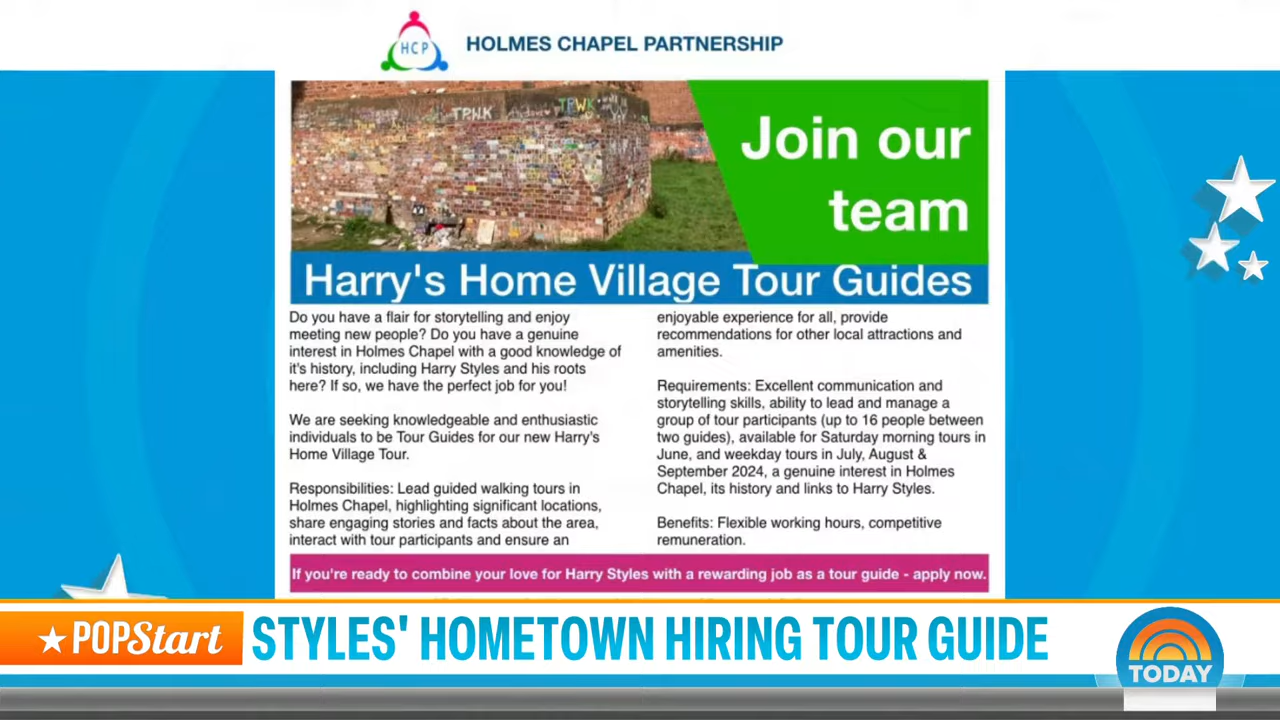 HCP
HOLMES CHAPEL PARTNERSHIP
TPWK
TPWK
Join our
team
Harry's Home Village Tour Guides
Do you have a flair for storytelling and enjoy
meeting new people? Do you have a genuine
interest in Holmes Chapel with a good knowledge of
it's history, including Harry Styles and his roots
here? If so, we have the perfect job for you!
We are seeking knowledgeable and enthusiastic
individuals to be Tour Guides for our new Harry's
Home Village Tour.
Responsibilities: Lead guided walking tours in
Holmes Chapel, highlighting significant locations,
share engaging stories and facts about the area,
interact with tour participants and ensure an
enjoyable experience for all, provide
recommendations for other local attractions and
amenities.
Requirements: Excellent communication and
storytelling skills, ability to lead and manage a
group of tour participants (up to 16 people between
two guides), available for Saturday morning tours in
June, and weekday tours in July, August &
September 2024, a genuine interest in Holmes
Chapel, its history and links to Harry Styles.
Benefits: Flexible working hours, competitive
remuneration.
If you're ready to combine your love for Harry Styles with a rewarding job as a tour guide - apply now.
POPStart
STYLES' HOMETOWN HIRING TOUR GUIDE
TODAY